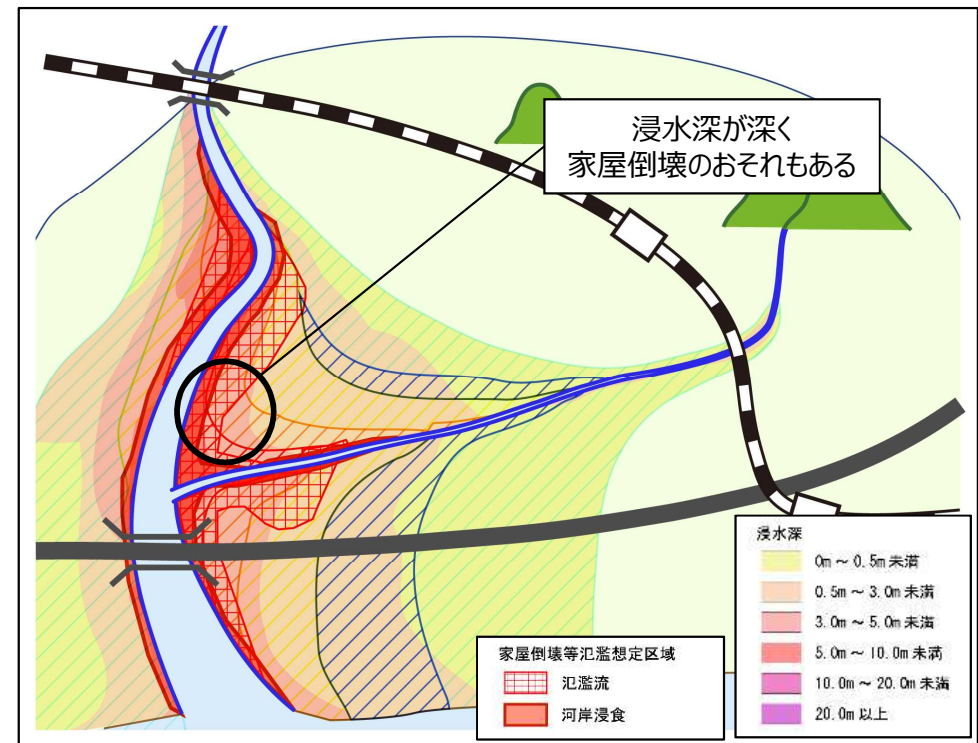 浸水深が深く
家屋倒壊のおそれもある
浸水深
0m ~ 0.5m 未満
0.5m ~ 3.0m 未満
3.0m ~ 5.0m 未満
5.0m ~ 10.0m 未満
10.0m ~ 20.0m 未満
20.0m 以上
家屋倒壊等氾濫想定区域
氾濫流
河岸浸食